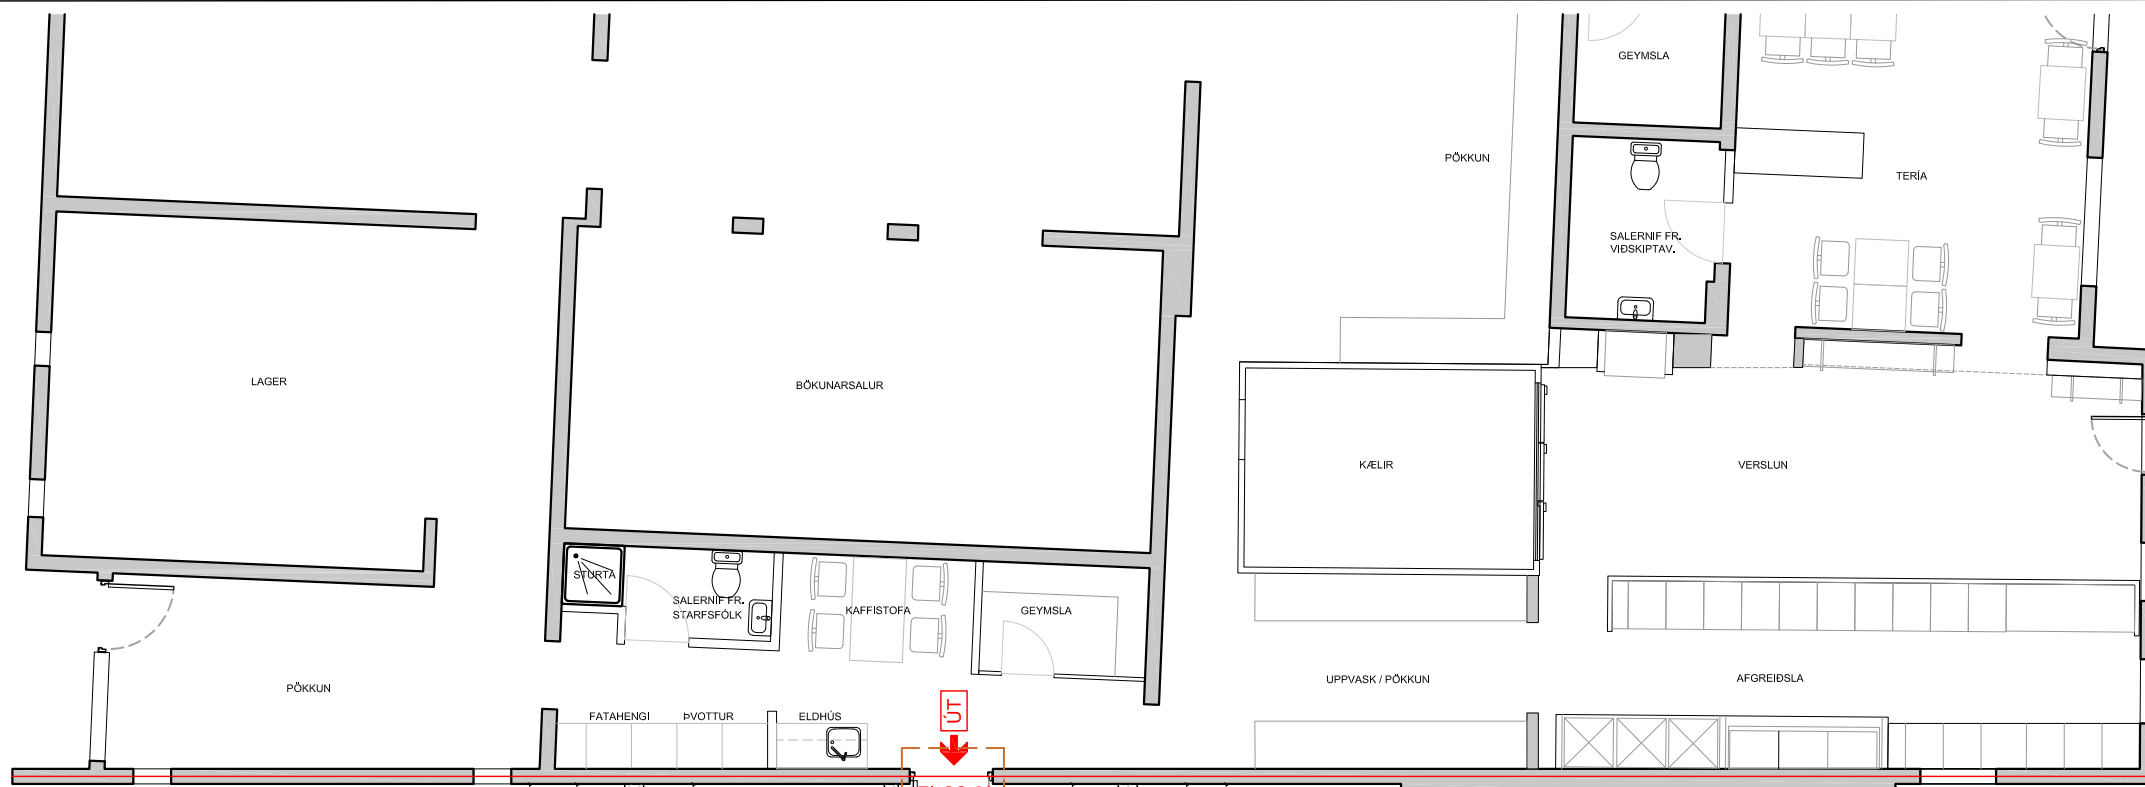 GEYMSLA
PÖKKUN
TERÍA
SALERNIF FR.
VIÐSKIPTAV.
LAGER
BÖKUNARSALUR
KÆLIR
VERSLUN
STURTA
SALERNIF FR.
STARFSFÓLK
KAFFISTOFA
GEYMSLA
PÖKKUN
UPPVASK / PÖKKUN
AFGREIÐSLA
FATAHENGI
ÞVOTTUR
ELDHÚS
ÚT